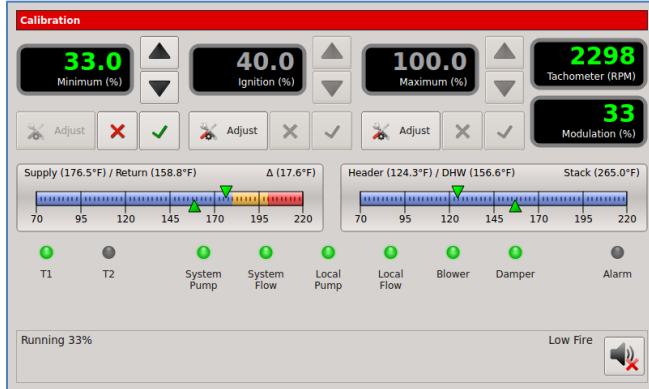 Calibration
33.0
Minimum (%)
40.0
Ignition (%)
100.0
Maximum (%)
2298
Tachometer (RPM)
33
Modulation (%)
Adjust
Adjust
Adjust
Supply (176.5°F) / Return (158.8°F) Δ (17.6°F)
70 95 120 145 170 195 220
Header (124.3°F) / DHW (156.6°F) Stack (265.0°F)
70 95 120 145 170 195 220
T1
T2
System
Pump
System
Flow
Local
Pump
Local
Flow
Blower
Damper
Alarm
Running 33%
Low Fire